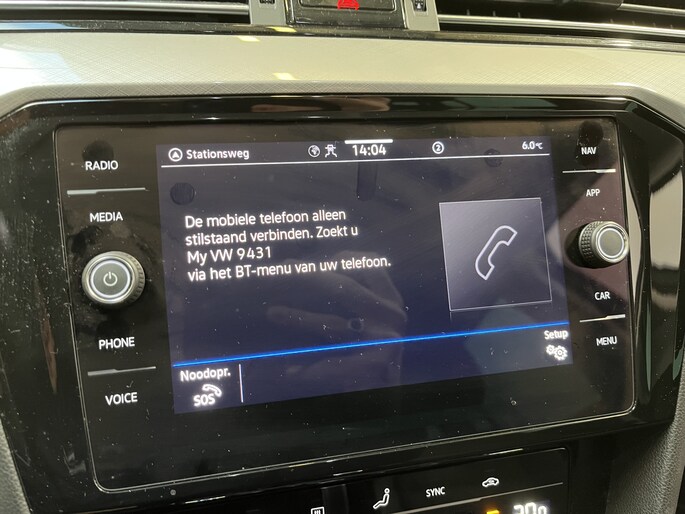 RADIO
MEDIA
PHONE
VOICE
Stationsweg
14:04
2
6.0°C
De mobiele telefoon alleen
stilstaand verbinden. Zoekt u
My VW 9431
via het BT-menu van uw telefoon.
Noodopr.
SOS
Setup
NAV
APP
CAR
MENU
SYNC